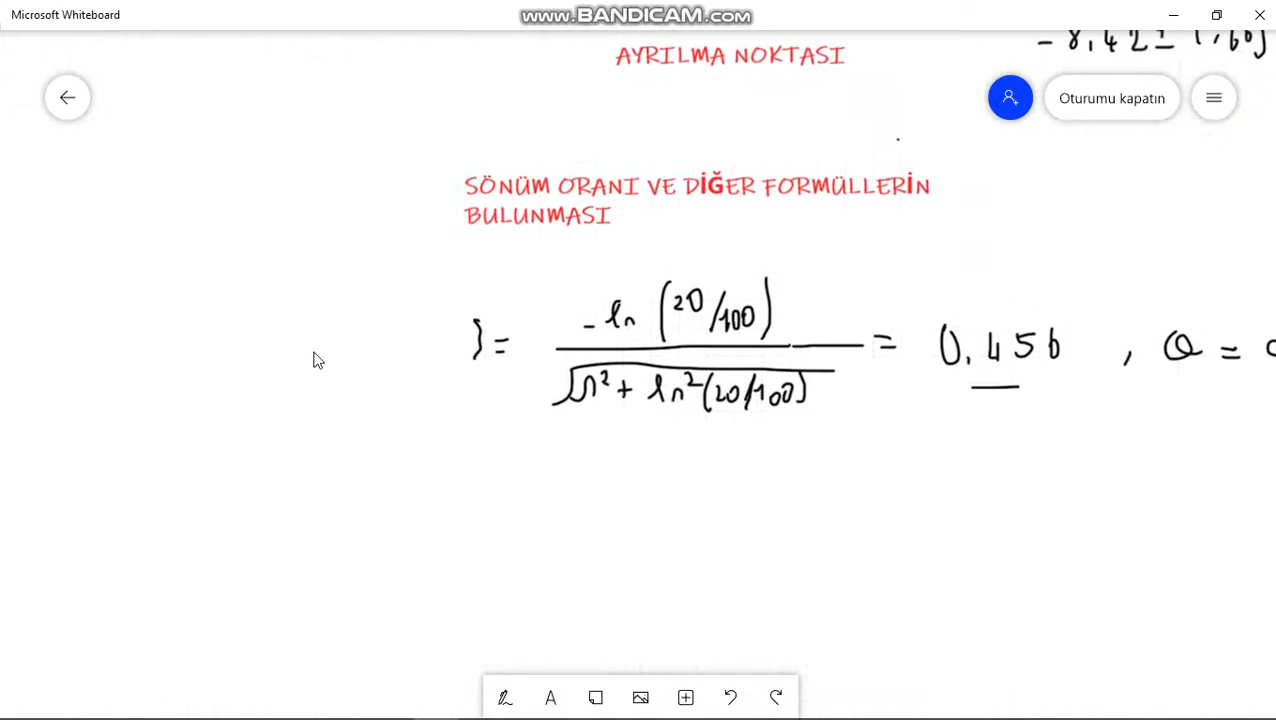 Microsoft Whiteboard
www.BANDICAM.com
AYRILMA NOKTASI
Oturumu kapatın
SÖNÜM ORANI VE DİĞER FORMÜLLERİN
BULUNMASI
ζ = -ln(20/100) / √(π² + ln²(20/100)) = 0.456 , θ =